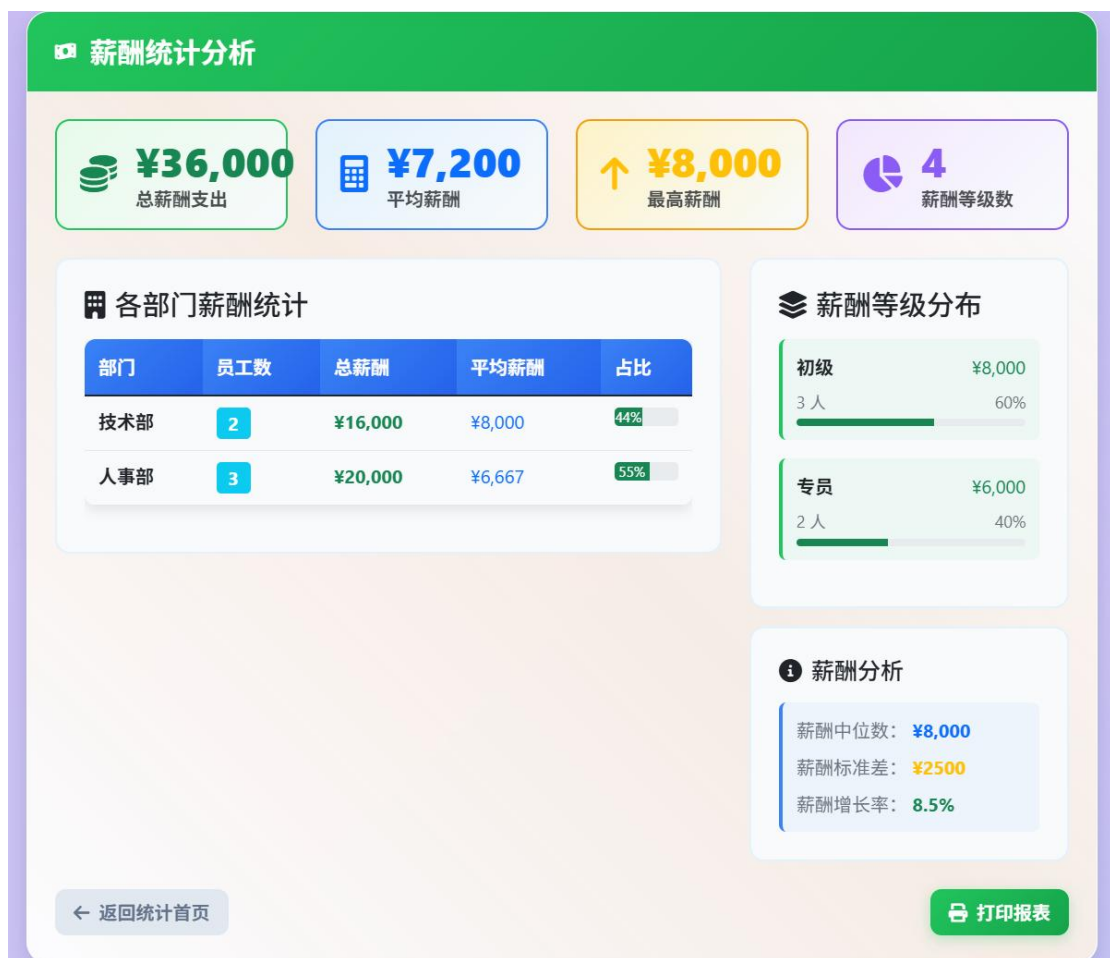 薪酬统计分析
¥36,000
总薪酬支出
¥7,200
平均薪酬
¥8,000
最高薪酬
4
薪酬等级数
各部门薪酬统计
部门 员工数 总薪酬 平均薪酬 占比
技术部 2 ¥16,000 ¥8,000 44%
人事部 3 ¥20,000 ¥6,667 55%
薪酬等级分布
初级 ¥8,000
3 人 60%
专员 ¥6,000
2 人 40%
薪酬分析
薪酬中位数： ¥8,000
薪酬标准差： ¥2500
薪酬增长率： 8.5%
返回统计首页
打印报表